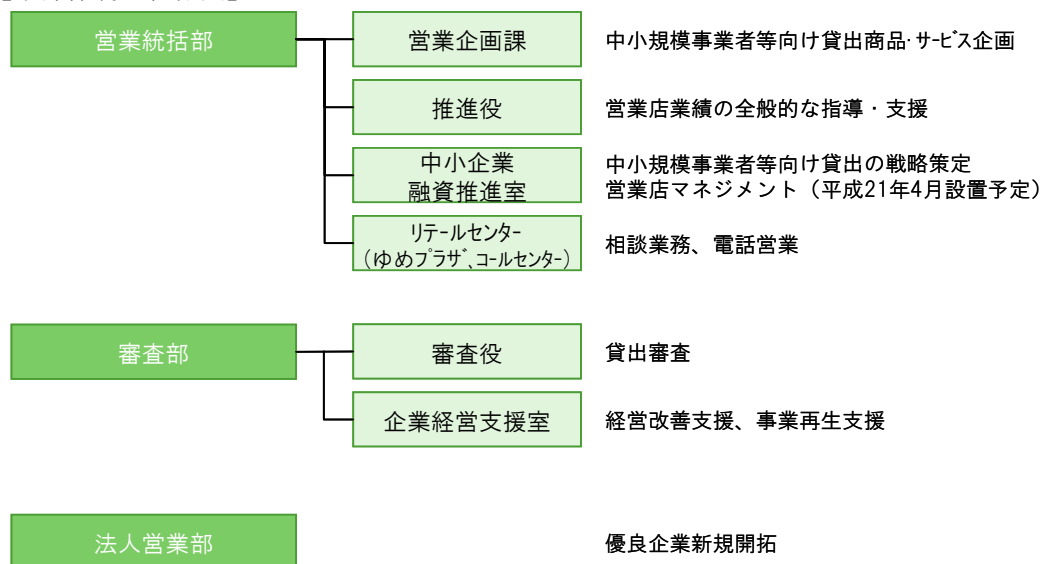 営業統括部
営業企画課
中小規模事業者等向け貸出商品･ｻｰﾋﾞｽ企画
推進役
営業店業績の全般的な指導・支援
中小企業
融資推進室
中小規模事業者等向け貸出の戦略策定
営業店マネジメント（平成21年4月設置予定）
ﾘﾃｰﾙｾﾝﾀｰ
（ゆめﾌﾟﾗｻﾞ、ｺｰﾙｾﾝﾀｰ）
相談業務、電話営業
審査部
審査役
貸出審査
企業経営支援室
経営改善支援、事業再生支援
法人営業部
優良企業新規開拓